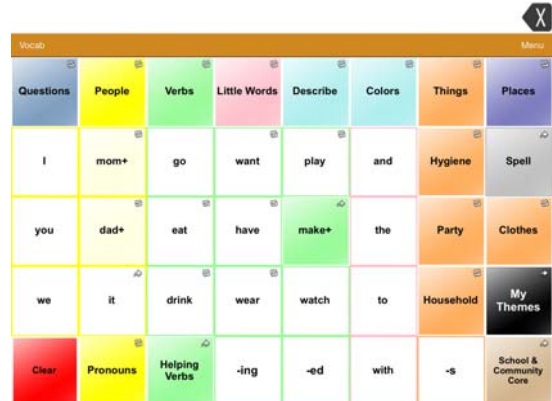 X
Vocab Menu
Questions People Verbs Little Words Describe Colors Things Places
I mom+ go want play and Hygiene Spell
you dad+ eat have make+ the Party Clothes
we it drink wear watch to Household My
Themes
Clear Pronouns Helping
Verbs -ing -ed with -s School &
Community
Core